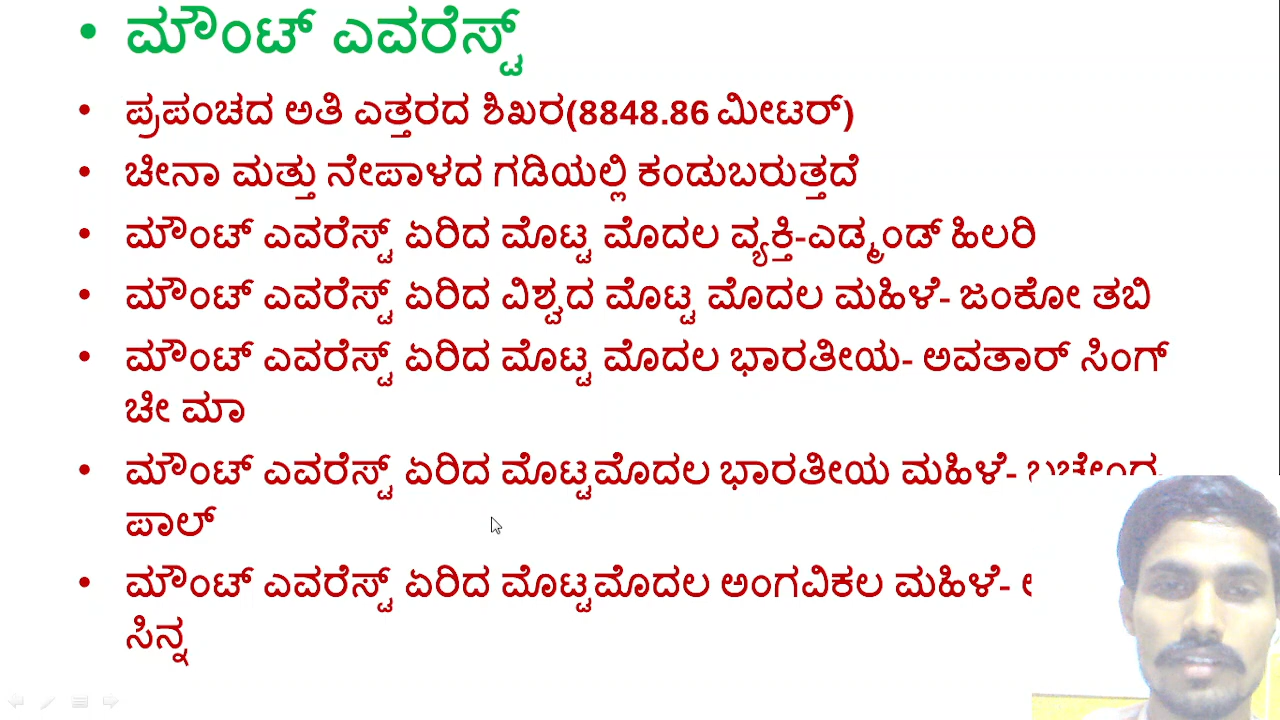 • ಮೌಂಟ್ ಎವರೆಸ್ಟ್
• ಪ್ರಪಂಚದ ಅತಿ ಎತ್ತರದ ಶಿಖರ(8848.86 ಮೀಟರ್)
• ಚೀನಾ ಮತ್ತು ನೇಪಾಳದ ಗಡಿಯಲ್ಲಿ ಕಂಡುಬರುತ್ತದೆ
• ಮೌಂಟ್ ಎವರೆಸ್ಟ್ ಏರಿದ ಮೊಟ್ಟ ಮೊದಲ ವ್ಯಕ್ತಿ-ಎಡ್ಮಂಡ್ ಹಿಲರಿ
• ಮೌಂಟ್ ಎವರೆಸ್ಟ್ ಏರಿದ ವಿಶ್ವದ ಮೊಟ್ಟ ಮೊದಲ ಮಹಿಳೆ- ಜಂಕೋ ತಬಿ
• ಮೌಂಟ್ ಎವರೆಸ್ಟ್ ಏರಿದ ಮೊಟ್ಟ ಮೊದಲ ಭಾರತೀಯ- ಅವತಾರ್ ಸಿಂಗ್
ಚೀ ಮಾ
• ಮೌಂಟ್ ಎವರೆಸ್ಟ್ ಏರಿದ ಮೊಟ್ಟಮೊದಲ ಭಾರತೀಯ ಮಹಿಳೆ-
ಪಾಲ್
• ಮೌಂಟ್ ಎವರೆಸ್ಟ್ ಏರಿದ ಮೊಟ್ಟಮೊದಲ ಅಂಗವಿಕಲ ಮಹಿಳೆ-
ಸಿನ್ನ